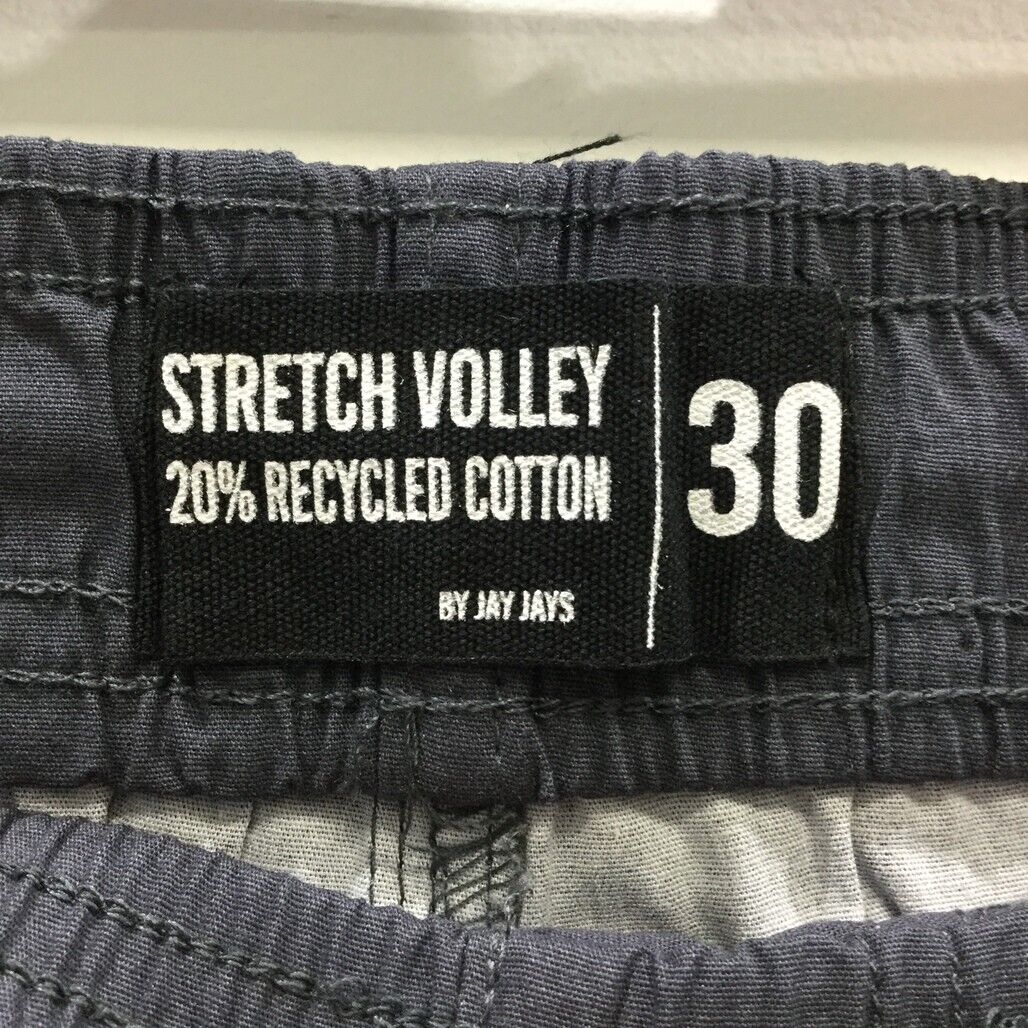 STRETCH VOLLEY
20% RECYCLED COTTON
BY JAY JAYS
30